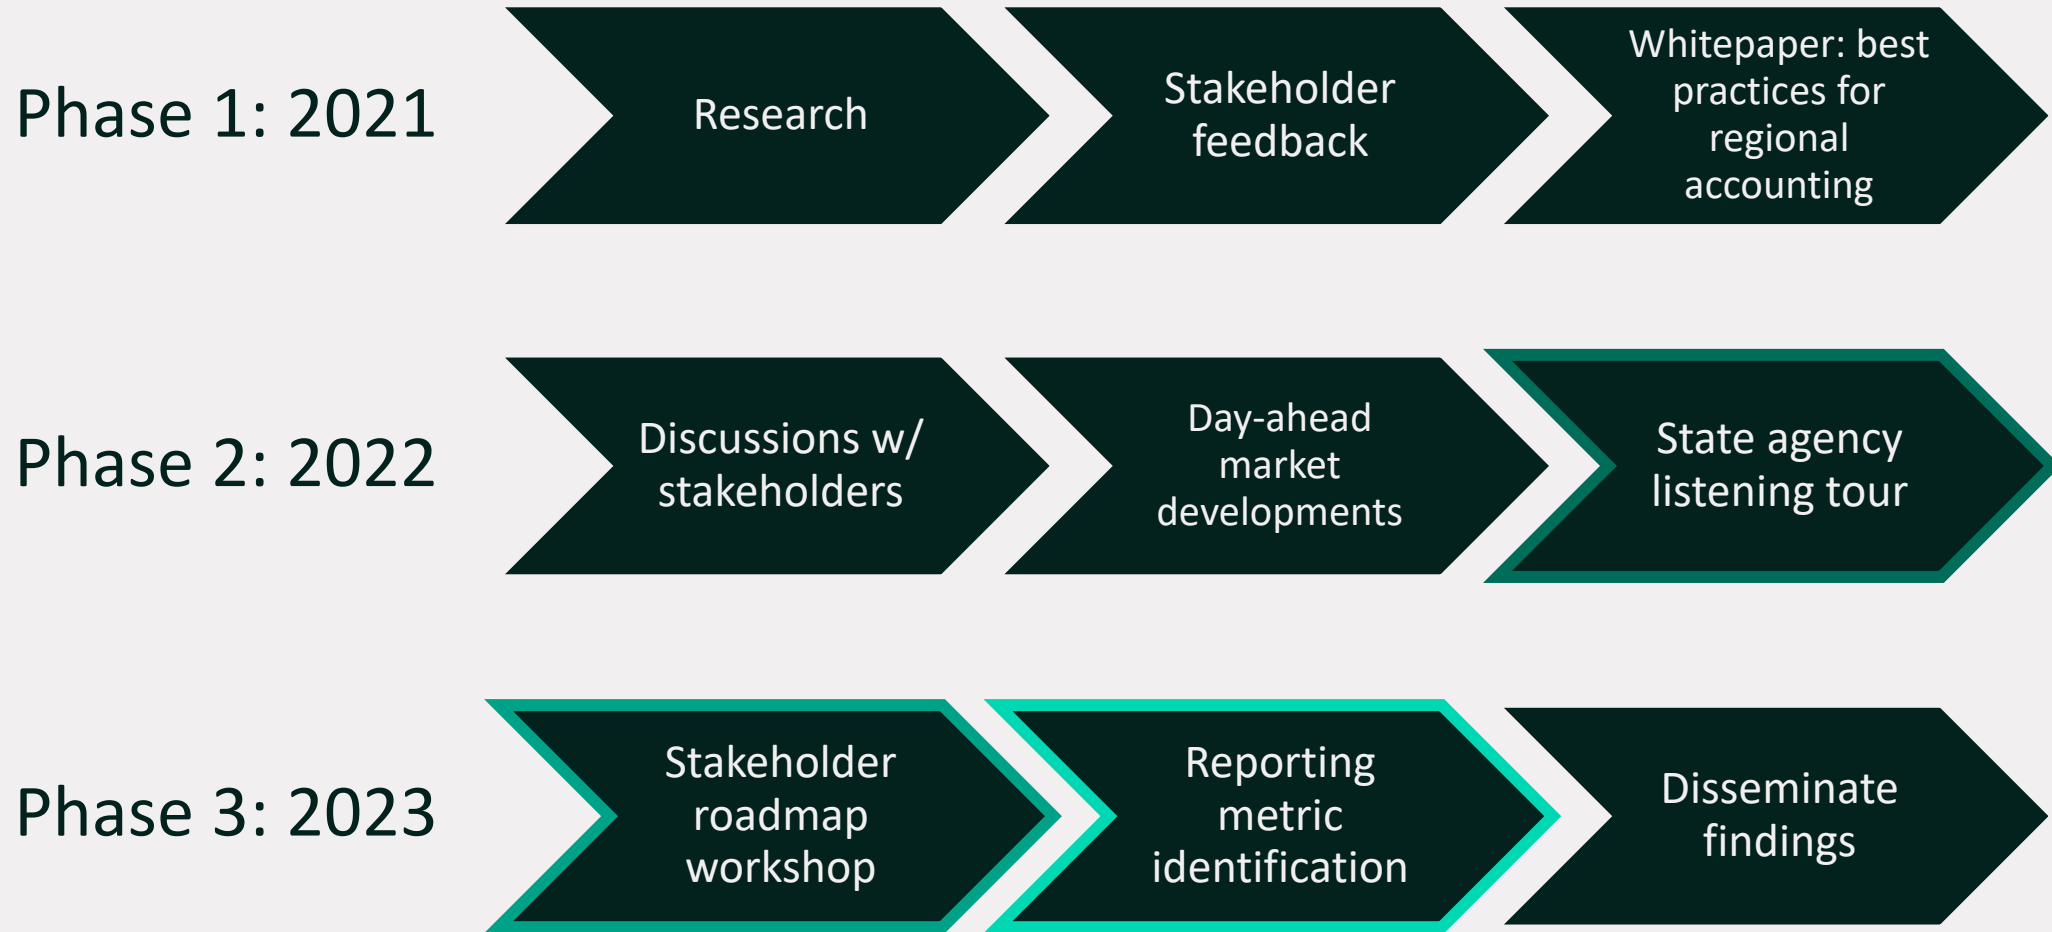 Phase 1: 2021
Research
Stakeholder
feedback
Whitepaper: best
practices for
regional
accounting
Phase 2: 2022
Discussions w/
stakeholders
Day-ahead
market
developments
State agency
listening tour
Phase 3: 2023
Stakeholder
roadmap
workshop
Reporting
metric
identification
Disseminate
findings